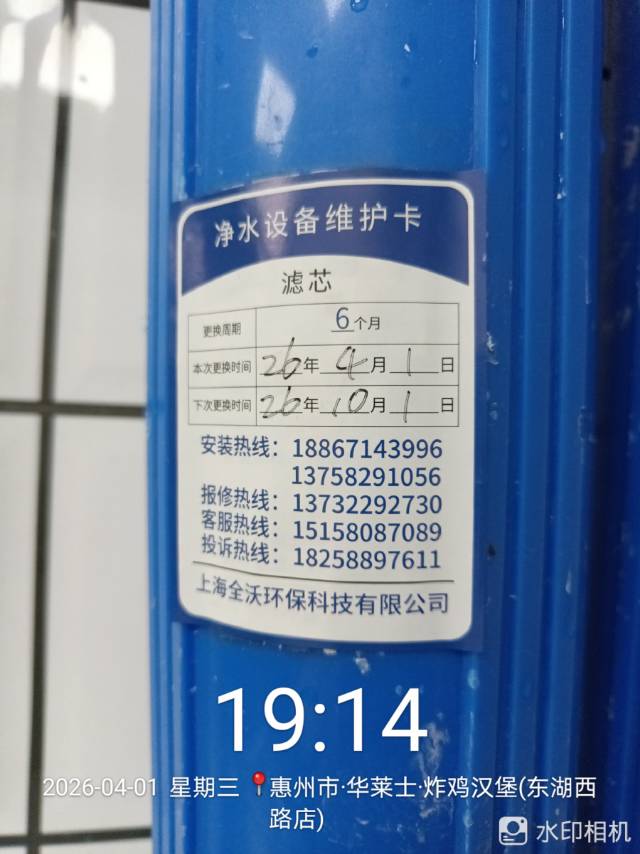 净水设备维护卡
滤芯
更换周期 6个月
本次更换时间 26年 4月 1日
下次更换时间 26年 10月 1日
安装热线：18867143996
13758291056
报修热线：13732292730
客服热线：15158087089
投诉热线：18258897611
上海全沃环保科技有限公司
19:14
2026-04-01 星期三 惠州市·华莱士·炸鸡汉堡(东湖西
路店)
水印相机